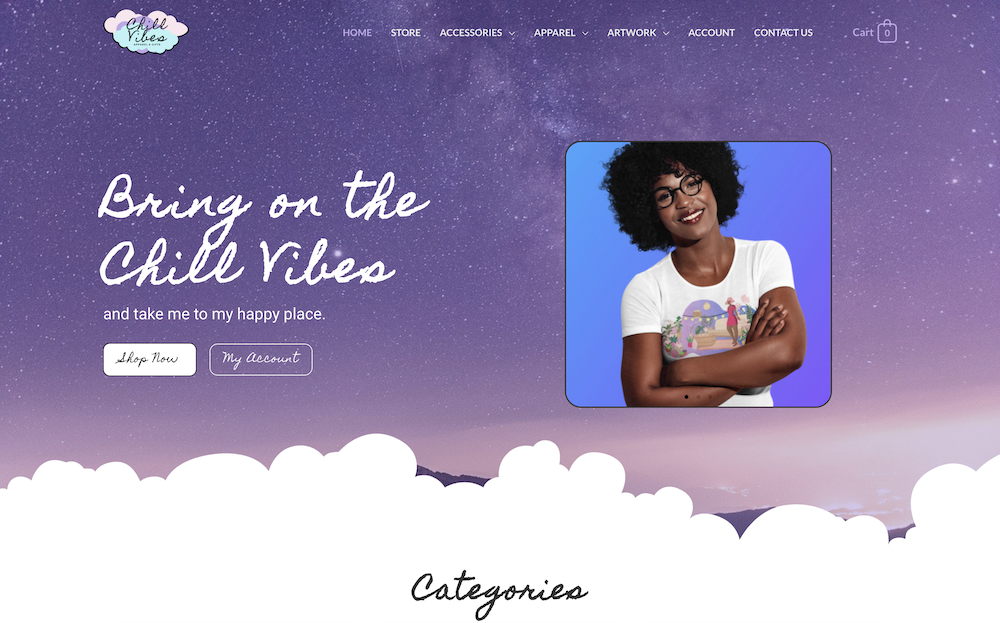 Chill
Vibes
APPAREL & GIFTS
HOME STORE ACCESSORIES APPAREL ARTWORK ACCOUNT CONTACT US Cart 0
Bring on the
Chill Vibes
and take me to my happy place.
Shop Now My Account
Categories